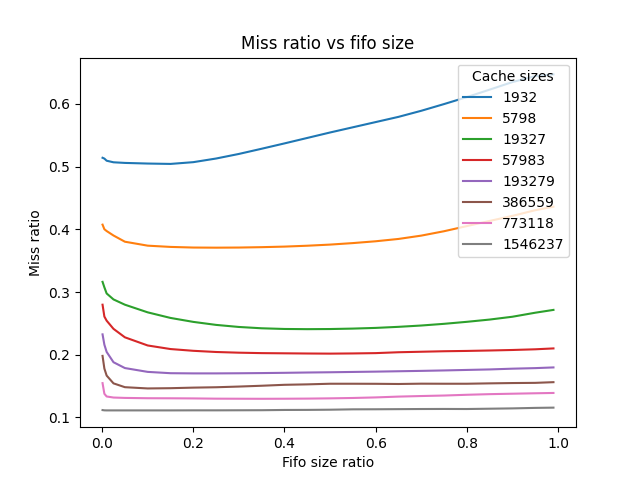 Miss ratio vs fifo size
Cache sizes
1932
5798
19327
57983
193279
386559
773118
1546237
Miss ratio
0.6
0.5
0.4
0.3
0.2
0.1
0.0 0.2 0.4 0.6 0.8 1.0
Fifo size ratio